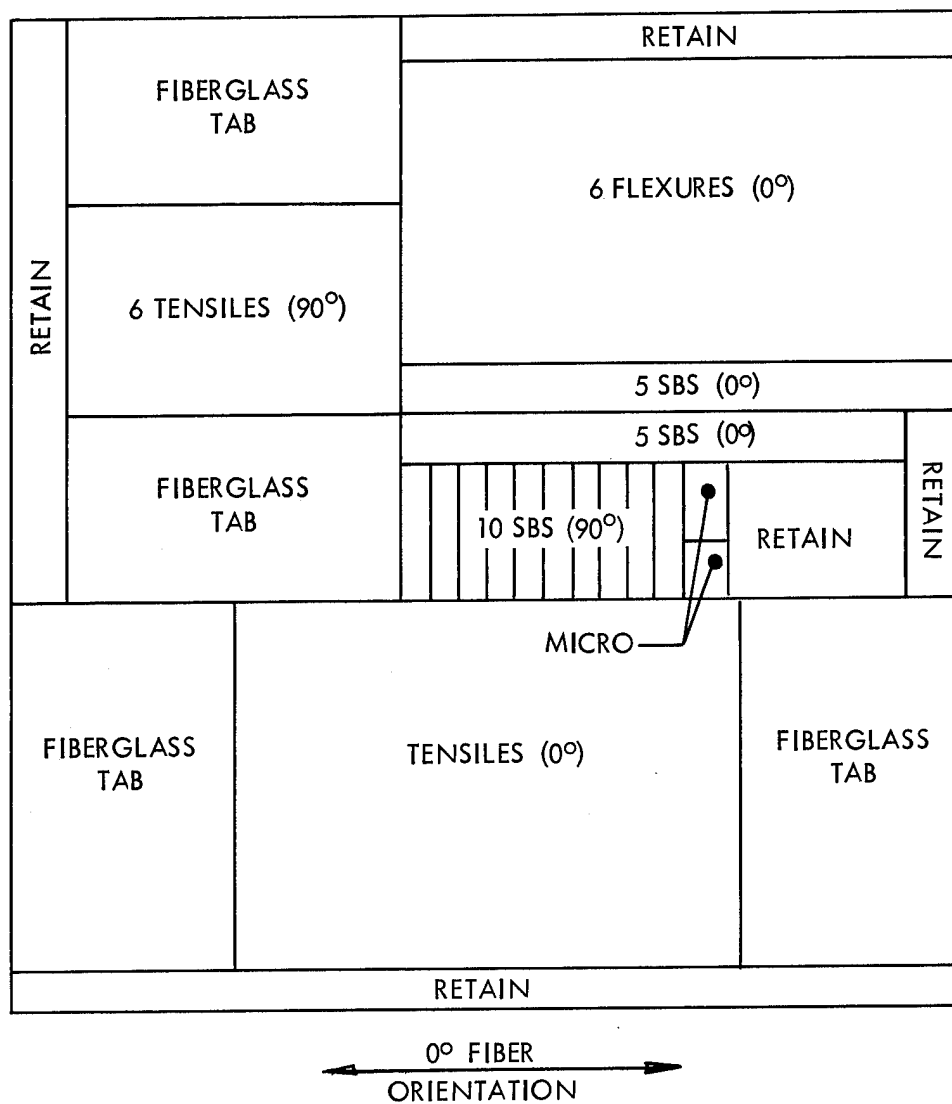 RETAIN
FIBERGLASS
TAB
6 FLEXURES (0°)
RETAIN
6 TENSILES (90°)
5 SBS (0°)
5 SBS (0°)
FIBERGLASS
TAB
10 SBS (90°)
RETAIN
RETAIN
MICRO
FIBERGLASS
TAB
TENSILES (0°)
FIBERGLASS
TAB
RETAIN
0° FIBER
ORIENTATION